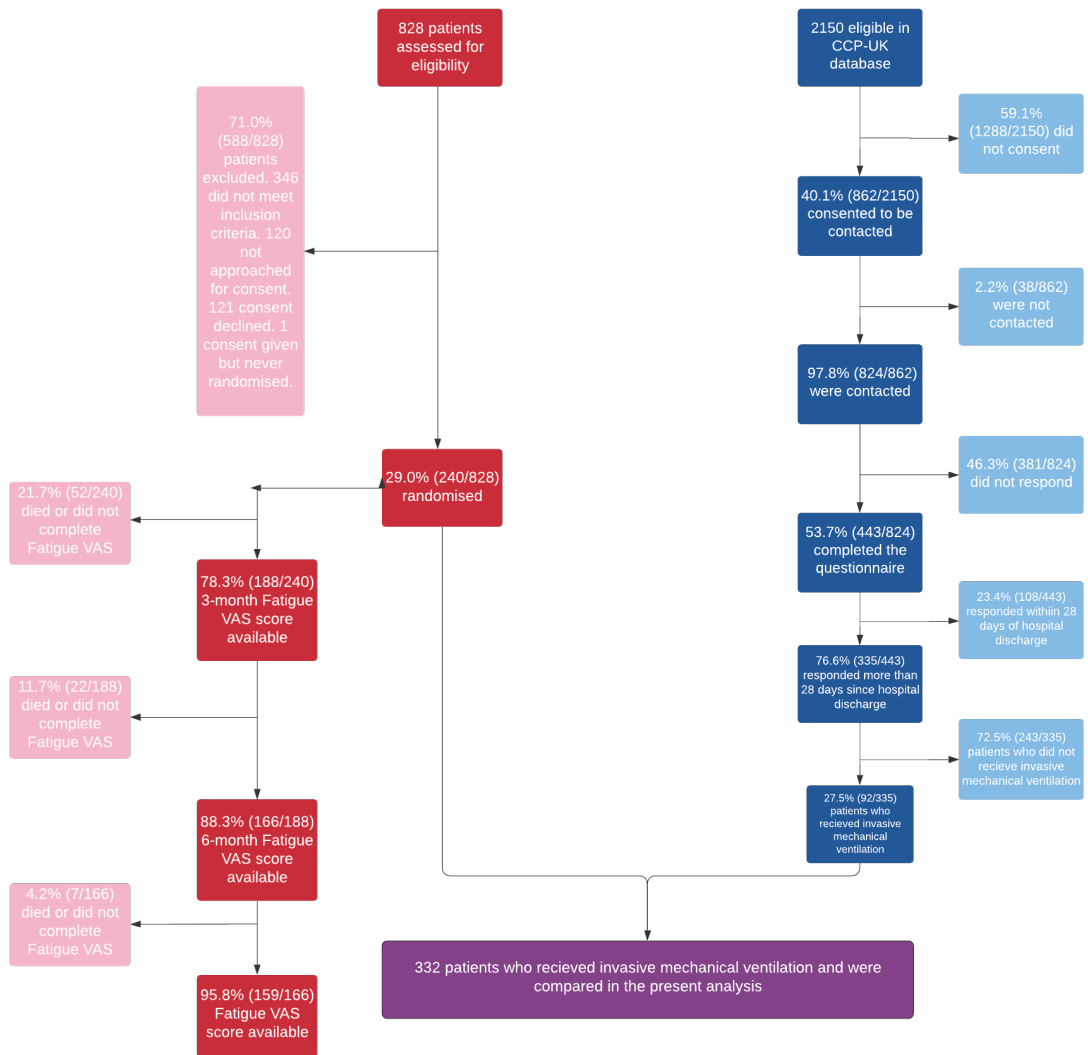 828 patients
assessed for
eligibility
71.0%
(588/828)
patients
excluded. 346
did not meet
inclusion
criteria. 120
not
approached
for consent.
121 consent
declined. 1
consent given
but never
randomised.
29.0% (240/828)
randomised
21.7% (52/240)
died or did not
complete
Fatigue VAS
78.3% (188/240)
3-month Fatigue
VAS score
available
11.7% (22/188)
died or did not
complete
Fatigue VAS
88.3% (166/188)
6-month Fatigue
VAS score
available
4.2% (7/166)
died or did not
complete
Fatigue VAS
95.8% (159/166)
Fatigue VAS
score available
2150 eligible in
CCP-UK
database
59.1%
(1288/2150) did
not consent
40.1% (862/2150)
consented to be
contacted
2.2% (38/862)
were not
contacted
97.8% (824/862)
were contacted
46.3% (381/824)
did not respond
53.7% (443/824)
completed the
questionnaire
23.4% (108/443)
responded withiin 28
days of hospital
discharge
76.6% (335/443)
responded more than
28 days since hospital
discharge
72.5% (243/335)
patients who did not
recieve invasive
mechanical ventilation
27.5% (92/335)
patients who
recieved invasive
mechanical
ventilation
332 patients who recieved invasive mechanical ventilation and were
compared in the present analysis